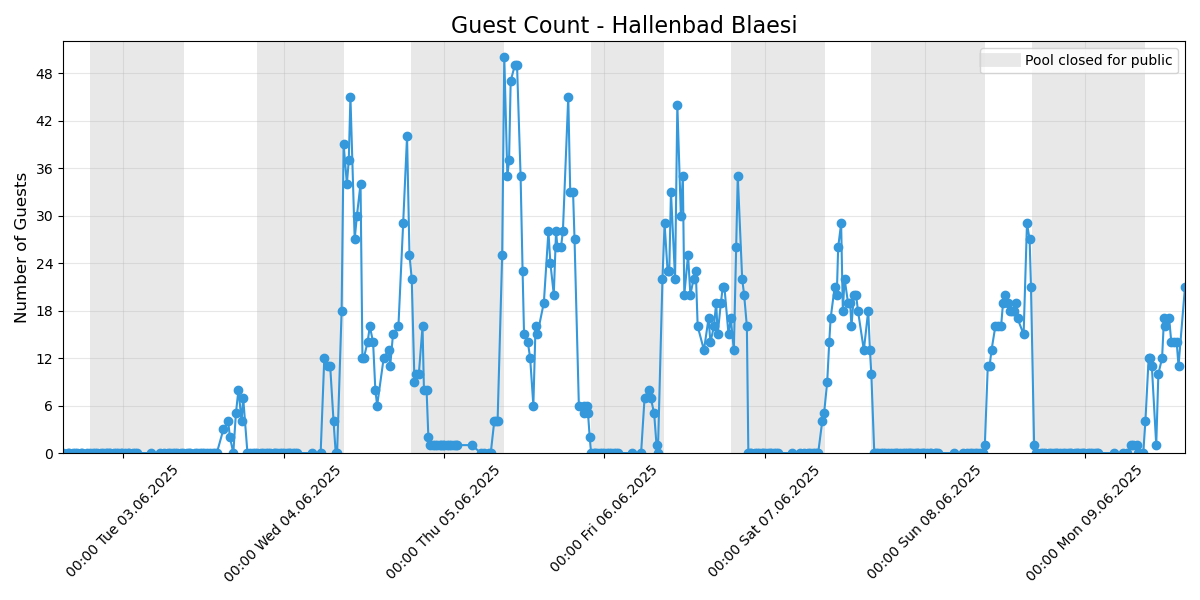 Guest Count - Hallenbad Blaesi
Pool closed for public
Number of Guests
48
42
36
30
24
18
12
6
0
00:00 Tue 03.06.2025
00:00 Wed 04.06.2025
00:00 Thu 05.06.2025
00:00 Fri 06.06.2025
00:00 Sat 07.06.2025
00:00 Sun 08.06.2025
00:00 Mon 09.06.2025